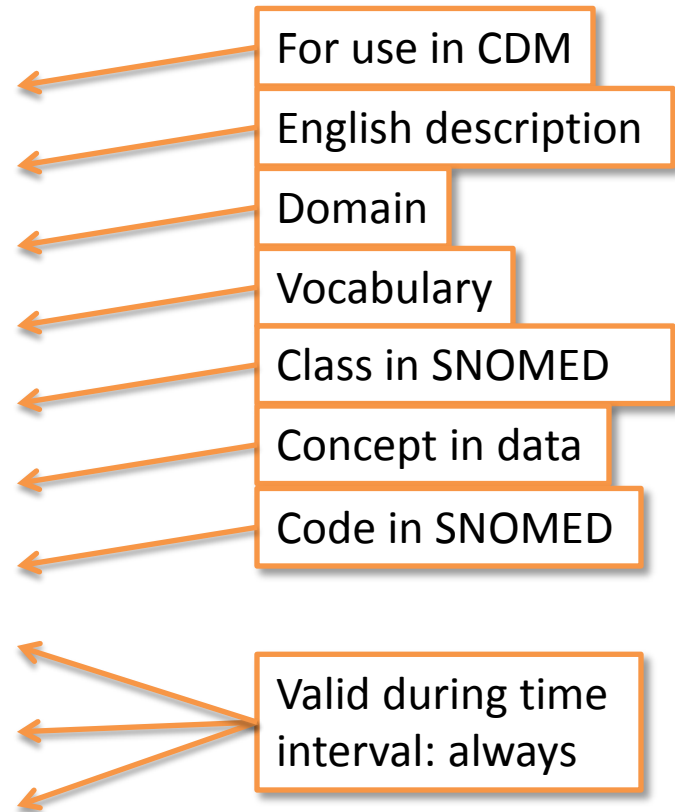 For use in CDM
English description
Domain
Vocabulary
Class in SNOMED
Concept in data
Code in SNOMED
Valid during time
interval: always